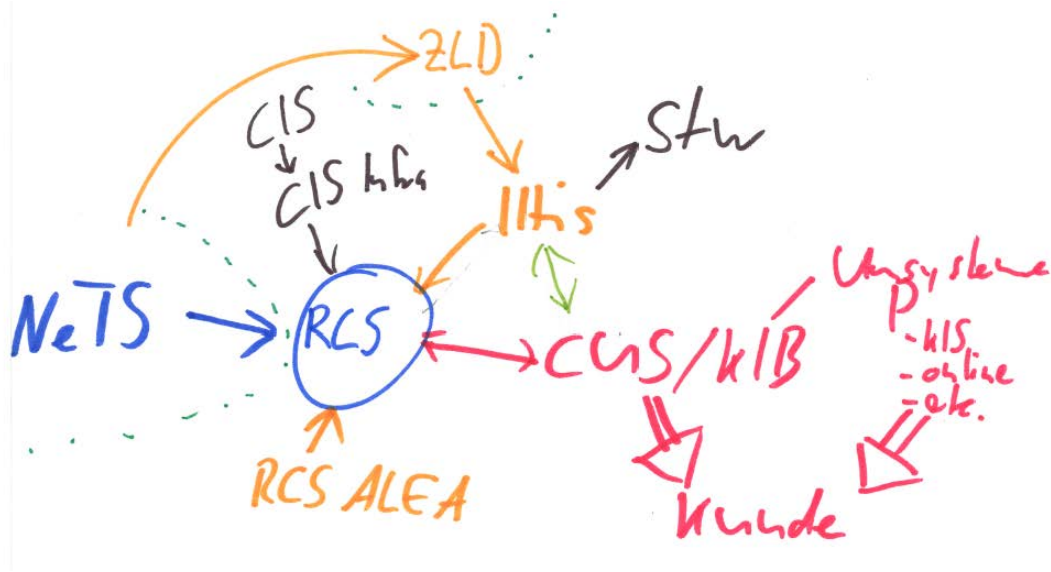 ZLD
CIS
CIS Infra
Stw
Iltis
Umsysteme
P
NeTS
RCS
CUS/KIB
- KIS
- online
- etc.
RCS ALEA
Kunde